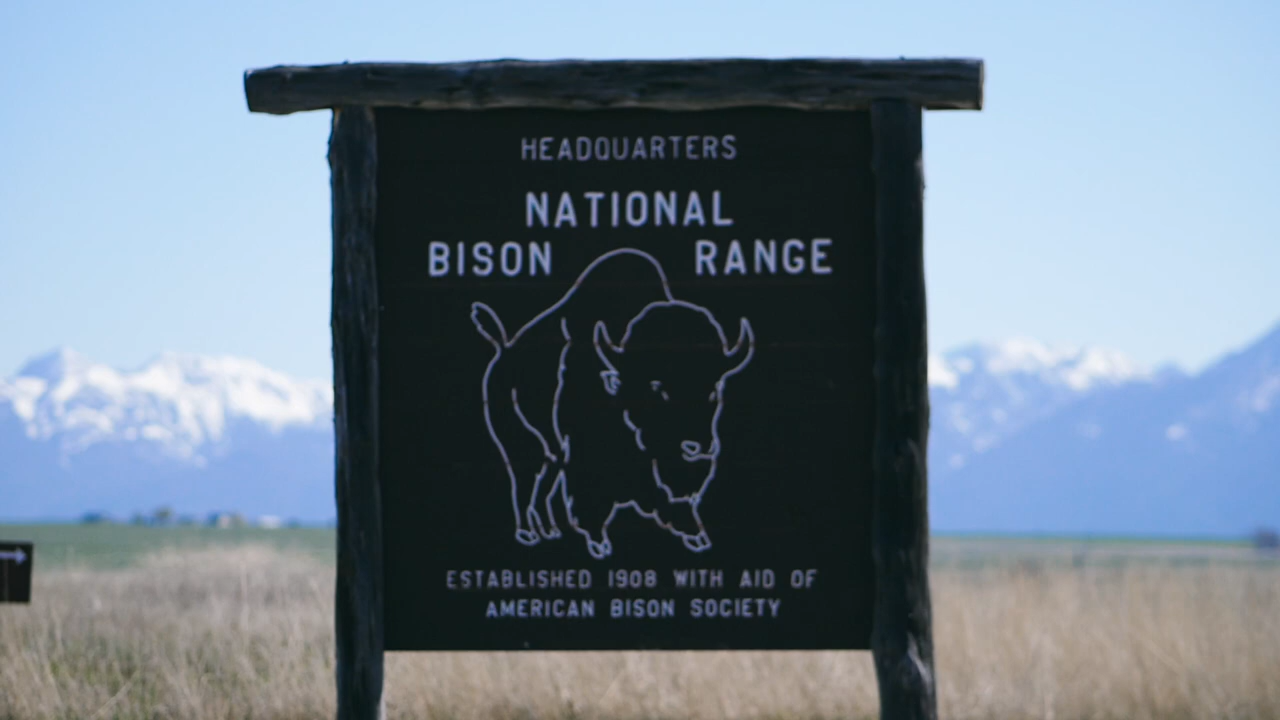 HEADQUARTERS
NATIONAL
BISON RANGE
ESTABLISHED 1908 WITH AID OF
AMERICAN BISON SOCIETY